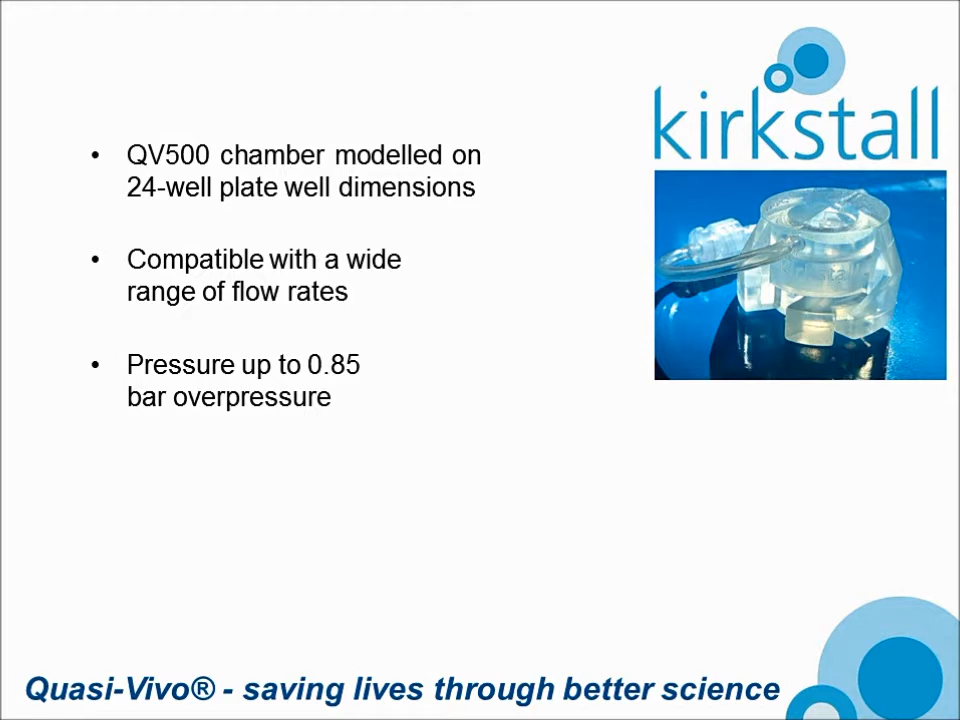 kirkstall
• QV500 chamber modelled on
24-well plate well dimensions
• Compatible with a wide
range of flow rates
• Pressure up to 0.85
bar overpressure
Quasi-Vivo® - saving lives through better science